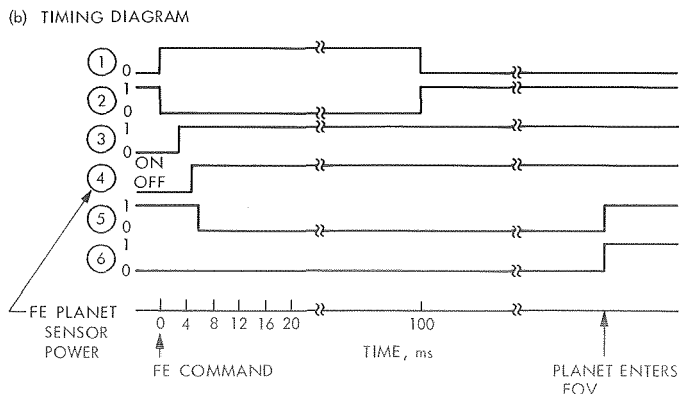 (b) TIMING DIAGRAM
1 0
2 1 0
3 1 0
4 ON OFF
5 1 0
6 1 0
FE PLANET SENSOR POWER
0 4 8 12 16 20 100
TIME, ms
FE COMMAND
PLANET ENTERS FOV